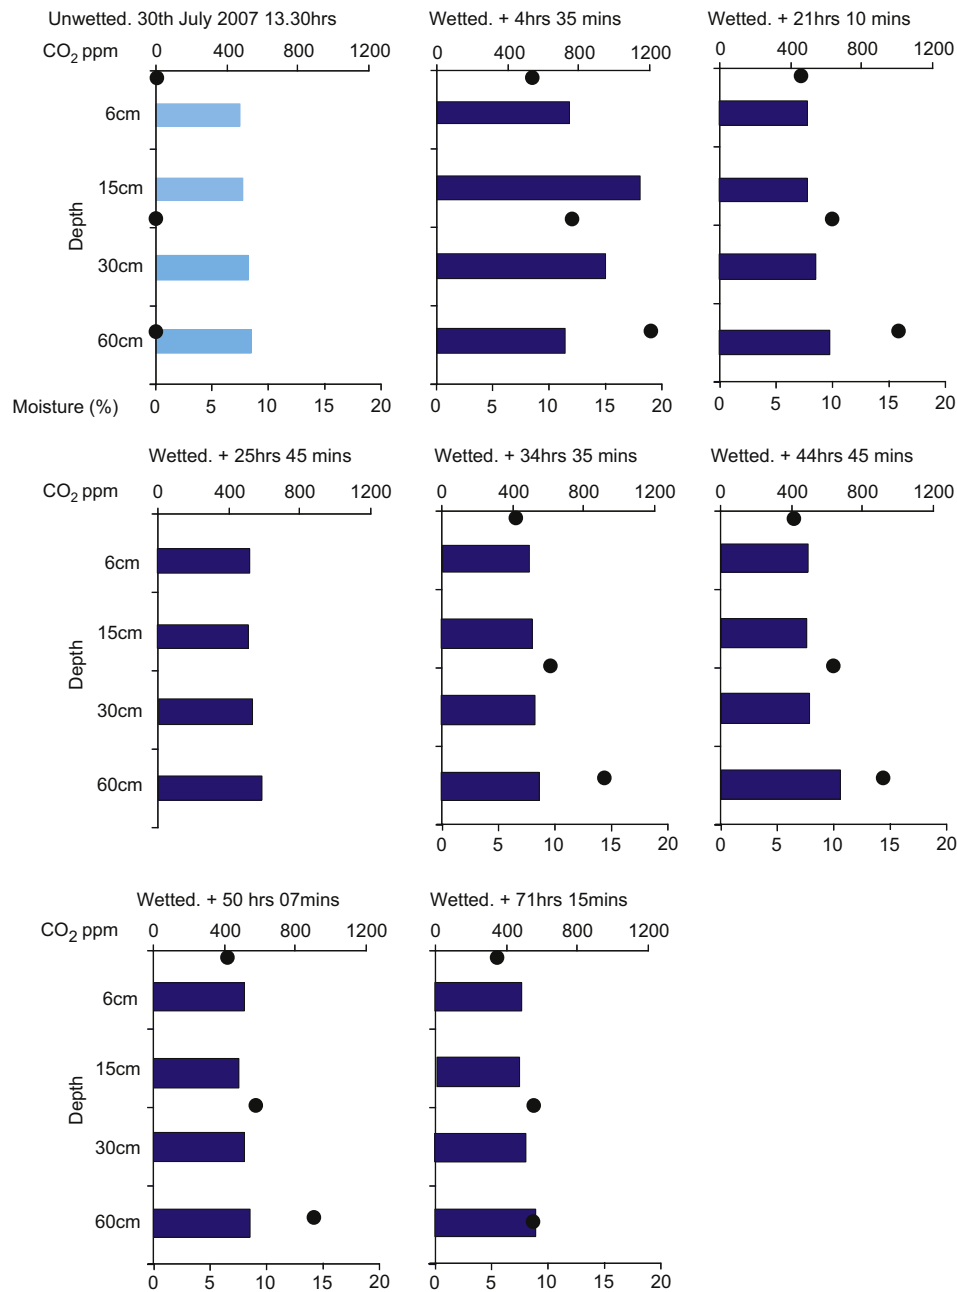 Unwetted. 30th July 2007 13.30hrs
Wetted. + 4hrs 35 mins
Wetted. + 21hrs 10 mins
CO2 ppm
0 400 800 1200
0 400 800 1200
0 400 800 1200
6cm
15cm
Depth
30cm
60cm
Moisture (%)
0 5 10 15 20
0 5 10 15 20
0 5 10 15 20
Wetted. + 25hrs 45 mins
Wetted. + 34hrs 35 mins
Wetted. + 44hrs 45 mins
CO2 ppm
0 400 800 1200
0 400 800 1200
0 400 800 1200
6cm
15cm
Depth
30cm
60cm
0 5 10 15 20
0 5 10 15 20
Wetted. + 50 hrs 07mins
Wetted. + 71hrs 15mins
CO2 ppm
0 400 800 1200
0 400 800 1200
6cm
15cm
Depth
30cm
60cm
0 5 10 15 20
0 5 10 15 20